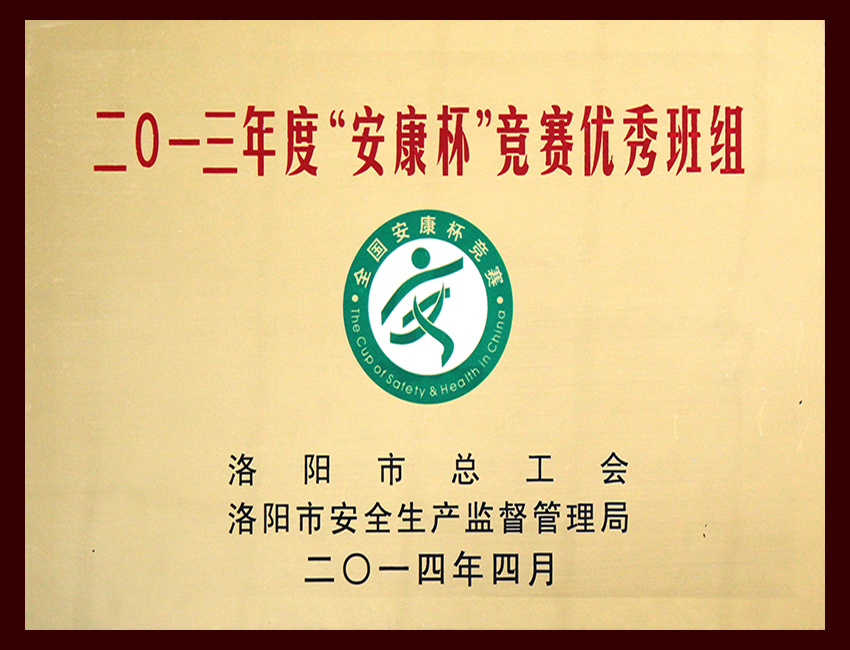 二〇一三年度“安康杯”竞赛优秀班组
全国安康杯竞赛
The Cup of Safety & Health in China
洛阳市总工会
洛阳市安全生产监督管理局
二〇一四年四月